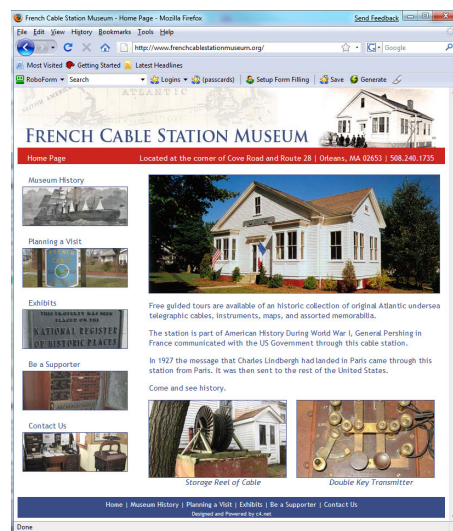 French Cable Station Museum - Home Page - Mozilla Firefox
Send Feedback
File Edit View History Bookmarks Tools Help
http://www.frenchcablestationmuseum.org/
Google
Most Visited Getting Started Latest Headlines
RoboForm Search Logins (passcards) Setup Form Filling Save Generate
ATLANTIC
FRENCH CABLE STATION MUSEUM
Home Page Located at the corner of Cove Road and Route 28 | Orleans, MA 02653 | 508.240.1735
Museum History
Planning a Visit
Exhibits
THIS PROPERTY HAS BEEN
PLACED ON THE
NATIONAL REGISTER
OF HISTORIC PLACES
Be a Supporter
Contact Us
Free guided tours are available of an historic collection of original Atlantic undersea
telegraphic cables, instruments, maps, and assorted memorabilia.
The station is part of American History During World War I, General Pershing in
France communicated with the US Government through this cable station.
In 1927 the message that Charles Lindbergh had landed in Paris came through this
station from Paris. It was then sent to the rest of the United States.
Come and see history.
Storage Reel of Cable
Double Key Transmitter
Home | Museum History | Planning a Visit | Exhibits | Be a Supporter | Contact Us
Designed and Powered by c4.net
Done